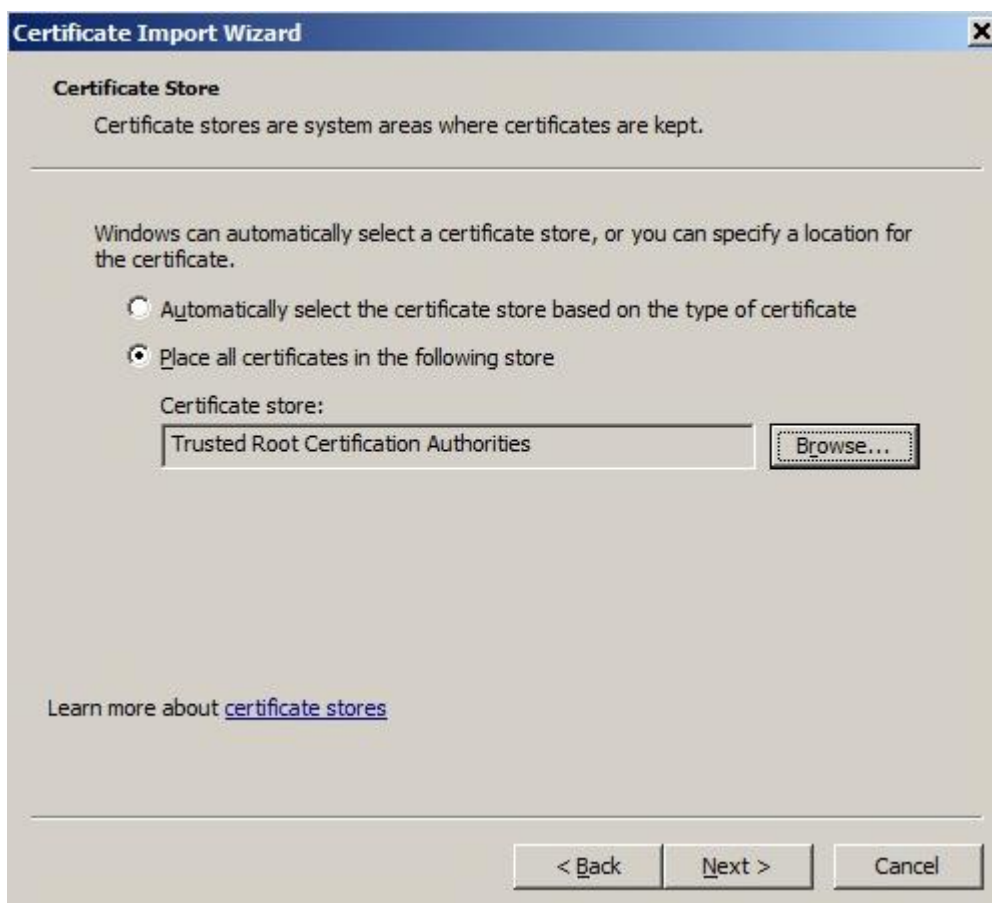 Certificate Import Wizard
Certificate Store
Certificate stores are system areas where certificates are kept.
Windows can automatically select a certificate store, or you can specify a location for
the certificate.
Automatically select the certificate store based on the type of certificate
Place all certificates in the following store
Certificate store:
Trusted Root Certification Authorities
Browse...
Learn more about certificate stores
< Back
Next >
Cancel